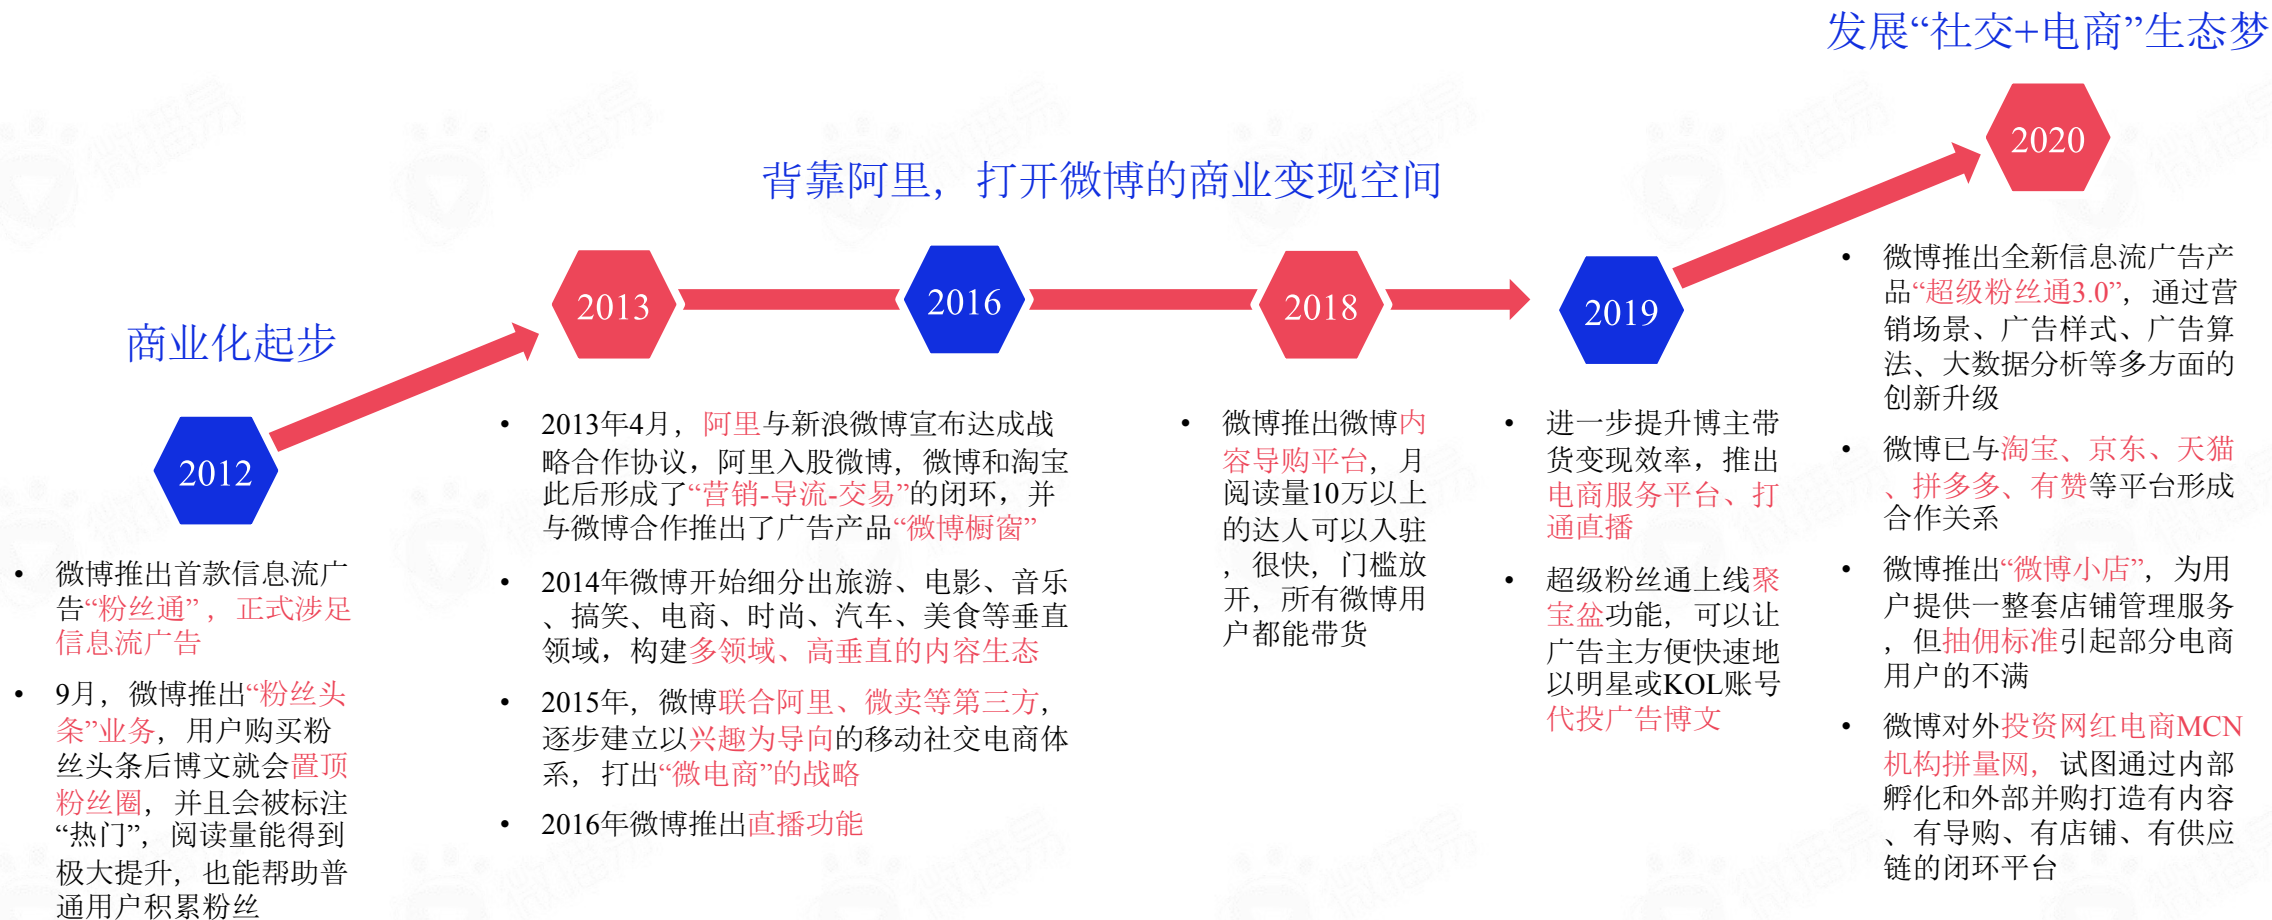 发展“社交+电商”生态梦
背靠阿里，打开微博的商业变现空间
商业化起步
2012
2013
2016
2018
2019
2020
• 微博推出首款信息流广
告“粉丝通”，正式涉足
信息流广告
• 9月，微博推出“粉丝头
条”业务，用户购买粉
丝头条后博文就会置顶
粉丝圈，并且会被标注
“热门”，阅读量能得到
极大提升，也能帮助普
通用户积累粉丝
• 2013年4月，阿里与新浪微博宣布达成战
略合作协议，阿里入股微博，微博和淘宝
此后形成了“营销-导流-交易”的闭环，并
与微博合作推出了广告产品“微博橱窗”
• 2014年微博开始细分出旅游、电影、音乐
、搞笑、电商、时尚、汽车、美食等垂直
领域，构建多领域、高垂直的内容生态
• 2015年，微博联合阿里、微卖等第三方，
逐步建立以兴趣为导向的移动社交电商体
系，打出“微电商”的战略
• 2016年微博推出直播功能
• 微博推出微博内
容导购平台，月
阅读量10万以上
的达人可以入驻
，很快，门槛放
开，所有微博用
户都能带货
• 进一步提升博主带
货变现效率，推出
电商服务平台、打
通直播
• 超级粉丝通上线聚
宝盆功能，可以让
广告主方便快速地
以明星或KOL账号
代投广告博文
• 微博推出全新信息流广告产
品“超级粉丝通3.0”，通过营
销场景、广告样式、广告算
法、大数据分析等多方面的
创新升级
• 微博已与淘宝、京东、天猫
、拼多多、有赞等平台形成
合作关系
• 微博推出“微博小店”，为用
户提供一整套店铺管理服务
，但抽佣标准引起部分电商
用户的不满
• 微博对外投资网红电商MCN
机构拼量网，试图通过内部
孵化和外部并购打造有内容
、有导购、有店铺、有供应
链的闭环平台
微播易